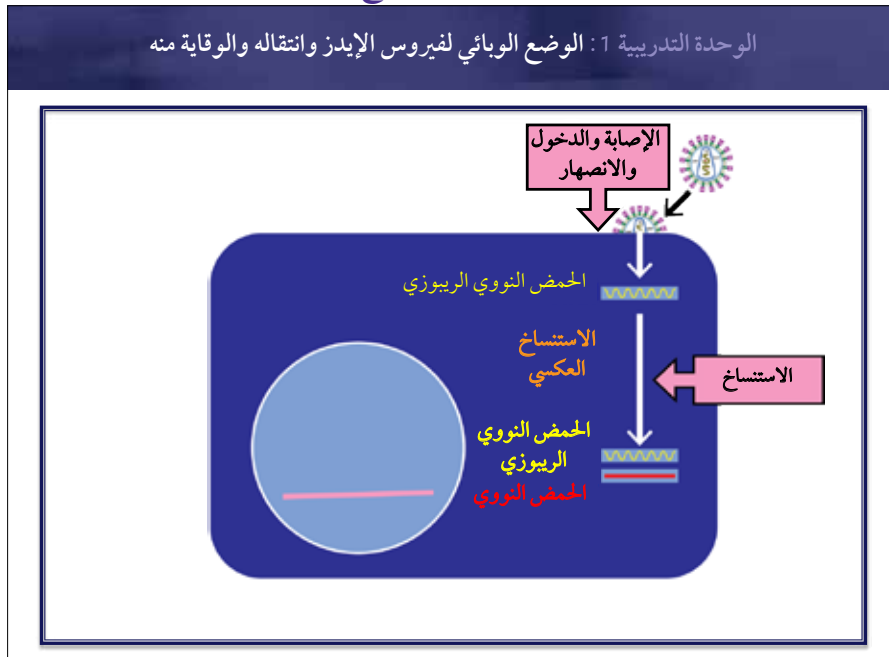 الوحدة التدريبية 1: الوضع الوبائي لفيروس الإيدز وانتقاله والوقاية منه
الإصابة والدخول
والانصهار
الحمض النووي الريبوزي
الاستنساخ
العكسي
الاستنساخ
الحمض النووي
الريبوزي
الحمض النووي